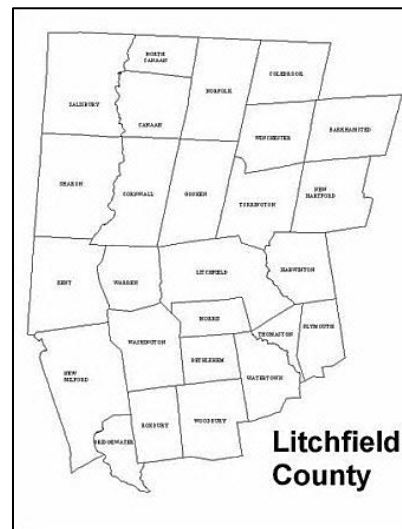 NORTH
CANAAN
COLEBROOK
SALISBURY
NORFOLK
CANAAN
WINCHESTER
BARKHAMSTED
SHARON
CORNWALL
GOSHEN
NEW
HARTFORD
TORRINGTON
KENT
WARREN
LITCHFIELD
HARWINTON
MORRIS
PLYMOUTH
THOMASTON
WASHINGTON
BETHLEHEM
NEW
MILFORD
WATERTOWN
ROXBURY
WOODBURY
BRIDGEWATER
Litchfield
County